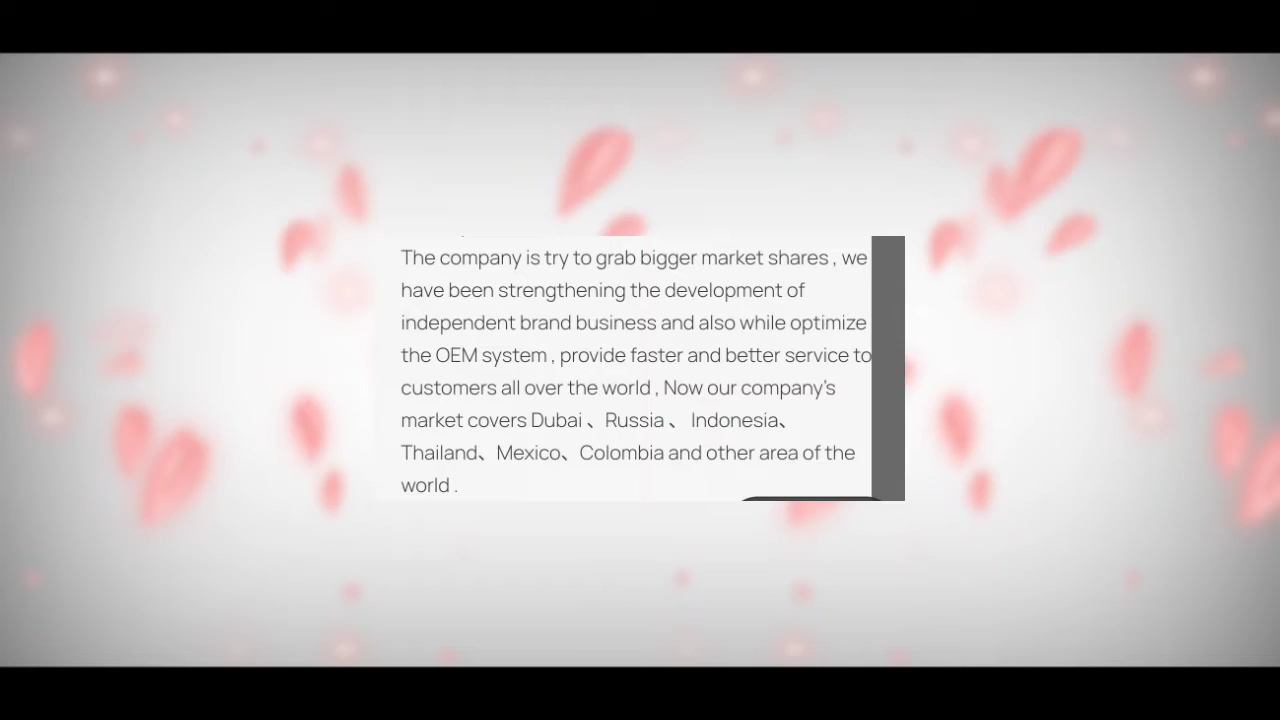 The company is try to grab bigger market shares , we
have been strengthening the development of
independent brand business and also while optimize
the OEM system , provide faster and better service to
customers all over the world , Now our company's
market covers Dubai 、Russia 、 Indonesia、
Thailand、Mexico、Colombia and other area of the
world .